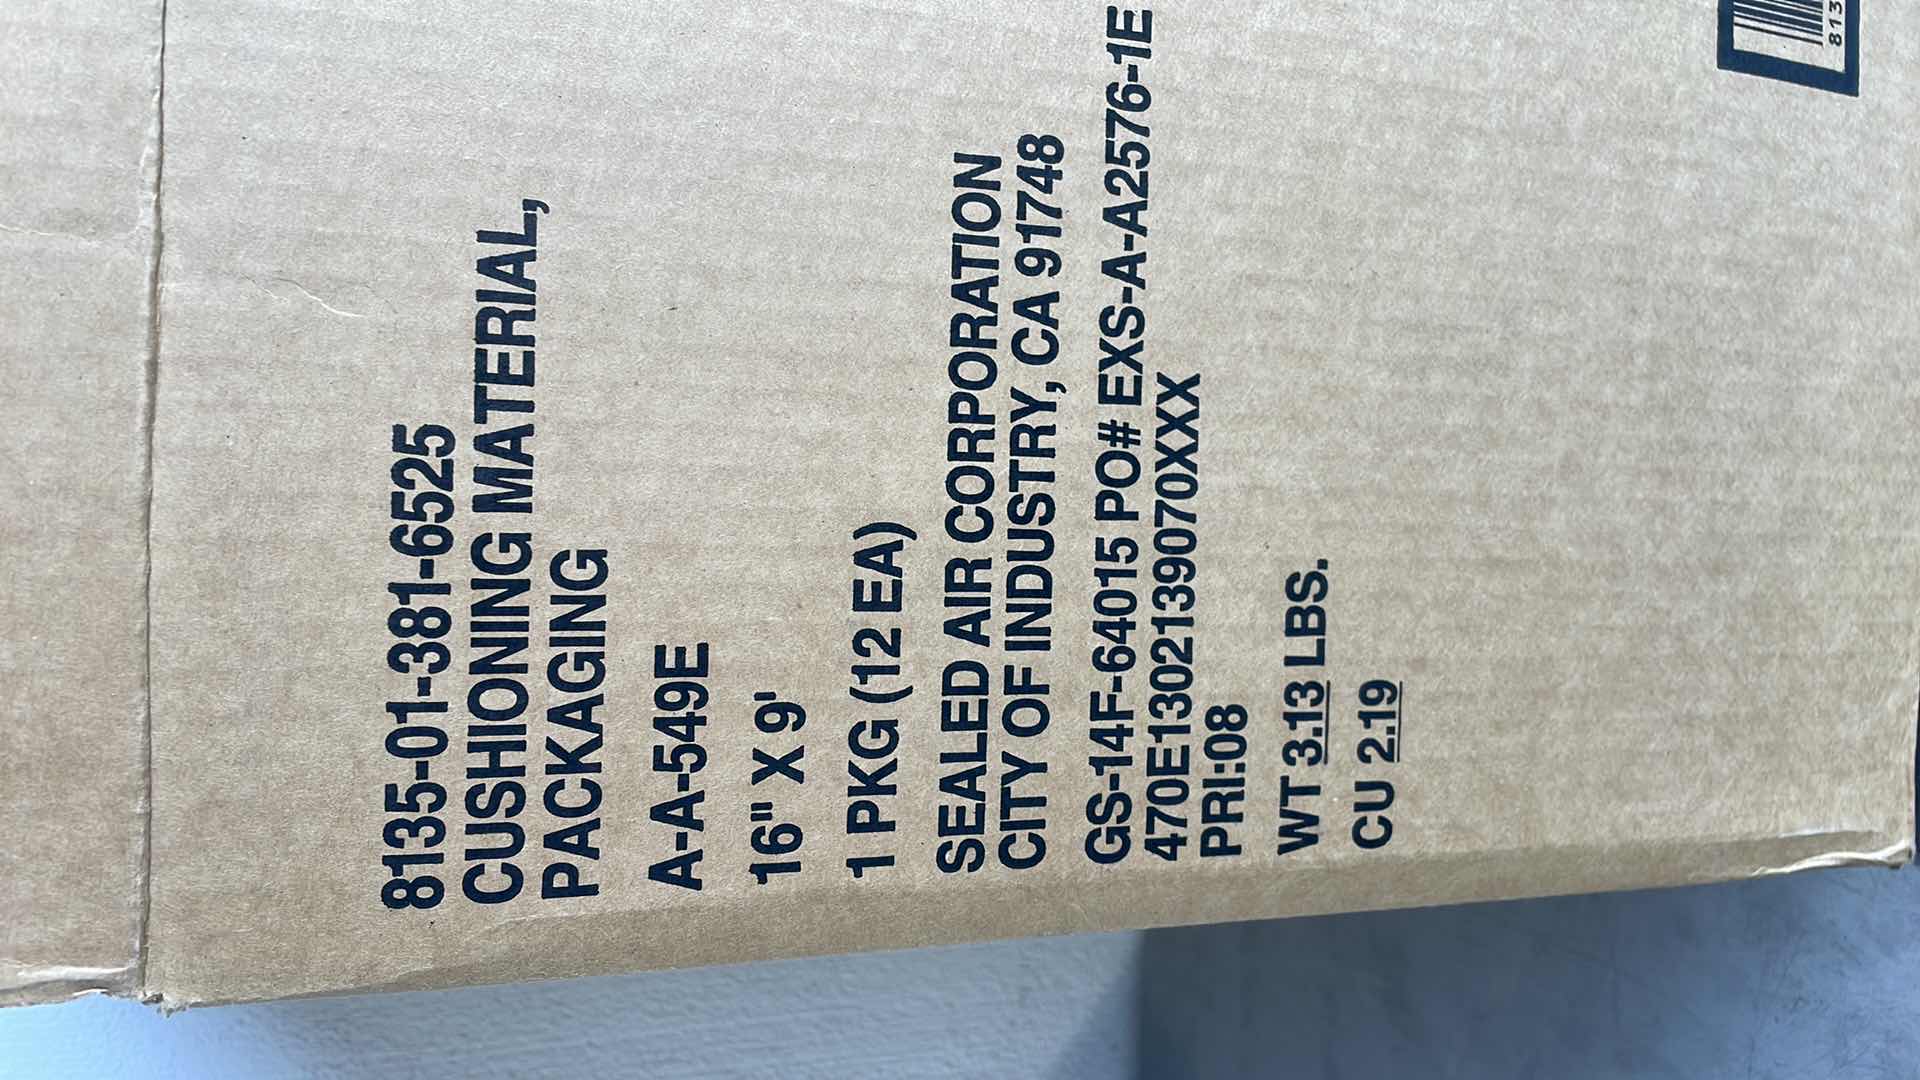 8135-01-381-6525
CUSHIONING MATERIAL,
PACKAGING
A-A-549E
16" X 9'
1 PKG (12 EA)
SEALED AIR CORPORATION
CITY OF INDUSTRY, CA 91748
GS-14F-64015 PO# EXS-A-A2576-1E
470E1302139070XXX
PRI:08
WT 3.13 LBS.
CU 2.19
813